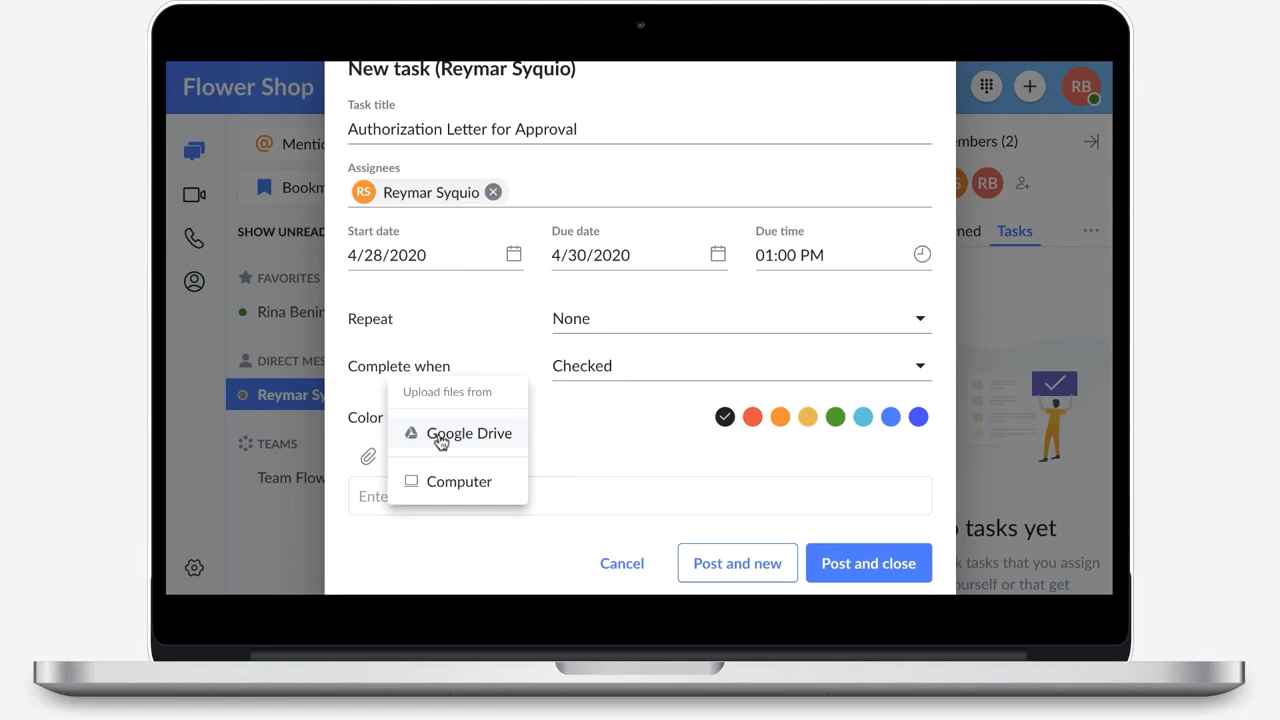 New task (Reymar Syquio)
Flower Shop
RB
Task title
Authorization Letter for Approval
Menti
mbers (2)
Assignees
RS Reymar Syquio
Bookm
S RB
SHOW UNREAD
Start date Due date Due time
ned Tasks
4/28/2020 4/30/2020 01:00 PM
FAVORITES
Rina Benin
Repeat None
DIRECT MES
Complete when Checked
Reymar Sy
Upload files from
Color
Google Drive
TEAMS
Team Flow
Computer
Ente
tasks yet
k tasks that you assign
ourself or that get
Cancel Post and new Post and close